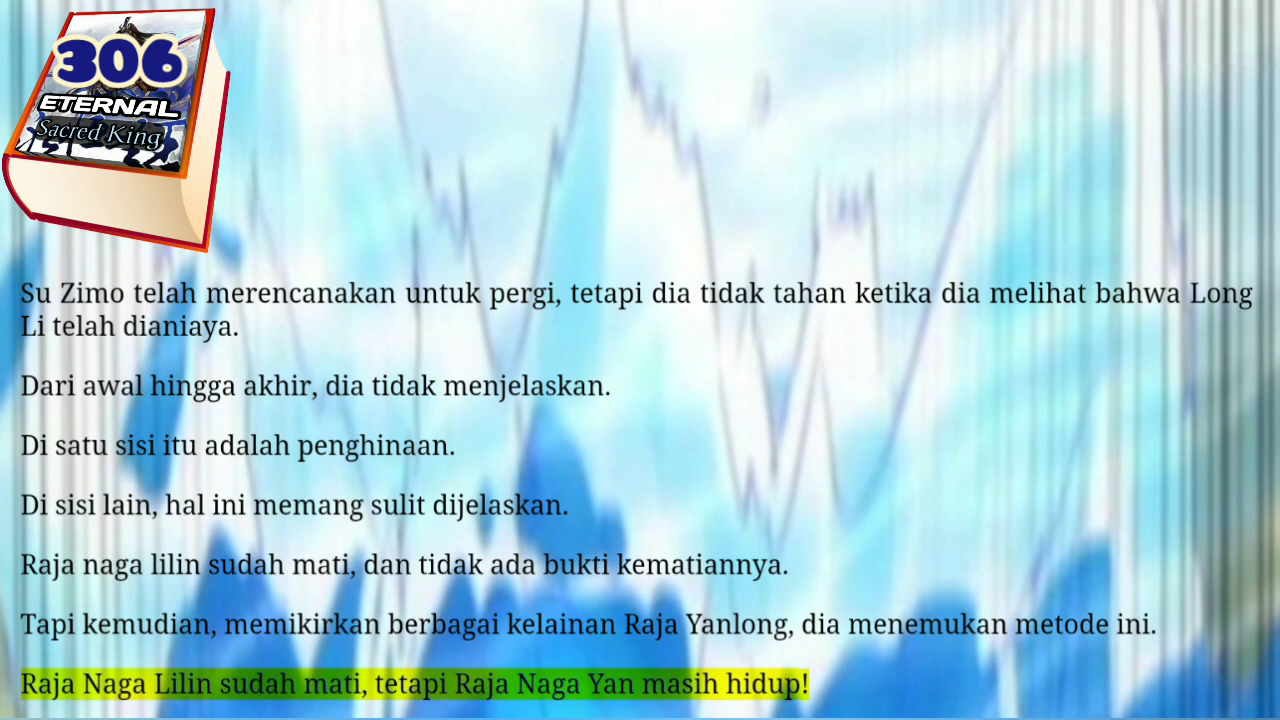 306
ETERNAL
Sacred King
Su Zimo telah merencanakan untuk pergi, tetapi dia tidak tahan ketika dia melihat bahwa Long
Li telah dianiaya.
Dari awal hingga akhir, dia tidak menjelaskan.
Di satu sisi itu adalah penghinaan.
Di sisi lain, hal ini memang sulit dijelaskan.
Raja naga lilin sudah mati, dan tidak ada bukti kematiannya.
Tapi kemudian, memikirkan berbagai kelainan Raja Yanlong, dia menemukan metode ini.
Raja Naga Lilin sudah mati, tetapi Raja Naga Yan masih hidup!